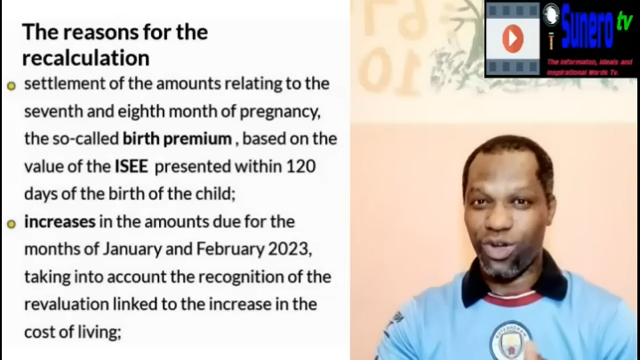 The reasons for the
recalculation
settlement of the amounts relating to the
seventh and eighth month of pregnancy,
the so-called birth premium , based on the
value of the ISEE presented within 120
days of the birth of the child;
increases in the amounts due for the
months of January and February 2023,
taking into account the recognition of the
revaluation linked to the increase in the
cost of living;
Sunero tv
The Information, Ideals and
Inspirational Words Tv.
10